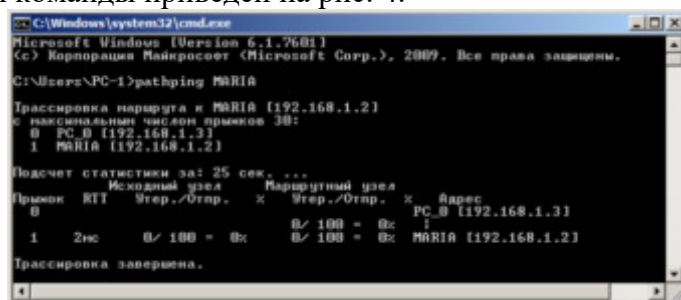 команды приведен на рис. 4.
C:\Windows\system32\cmd.exe
Microsoft Windows [Version 6.1.7601]
(c) Корпорация Майкрософт (Microsoft Corp.), 2009. Все права защищены.
C:\Users\PC-1>pathping MARIA
Трассировка маршрута к MARIA [192.168.1.2]
с максимальным числом прыжков 30:
0 PC_0 [192.168.1.3]
1 MARIA [192.168.1.2]
Подсчет статистики за: 25 сек. ...
Исходный узел Маршрутный узел
Прыжок RTT Утер./Отпр. % Утер./Отпр. % Адрес
0 PC_0 [192.168.1.3]
0/ 100 = 0% |
1 2мс 0/ 100 = 0% 0/ 100 = 0% MARIA [192.168.1.2]
Трассировка завершена.